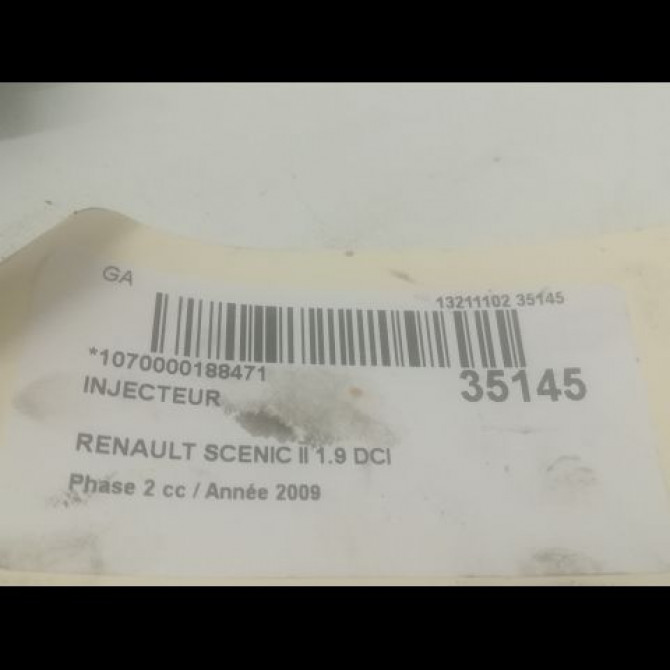 GA
13211102 35145
*1070000188471
35145
INJECTEUR
RENAULT SCENIC II 1.9 DCI
Phase 2 cc / Année 2009